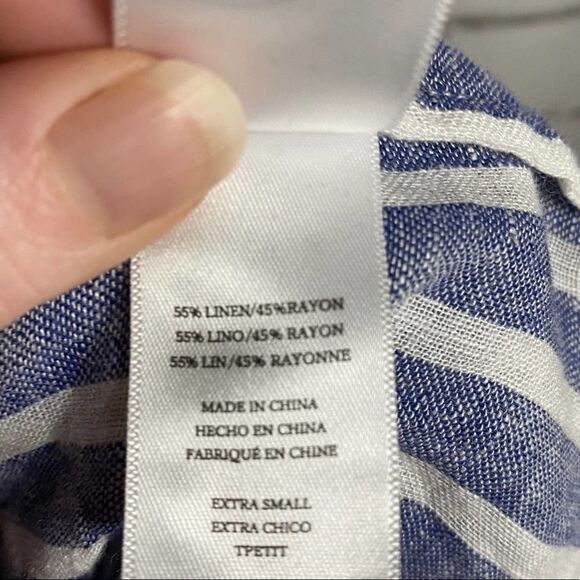 55% LINEN/45%RAYON
55% LINO/45% RAYON
55% LIN/45% RAYONNE
MADE IN CHINA
HECHO EN CHINA
FABRIQUÉ EN CHINE
EXTRA SMALL
EXTRA CHICO
TPETIT